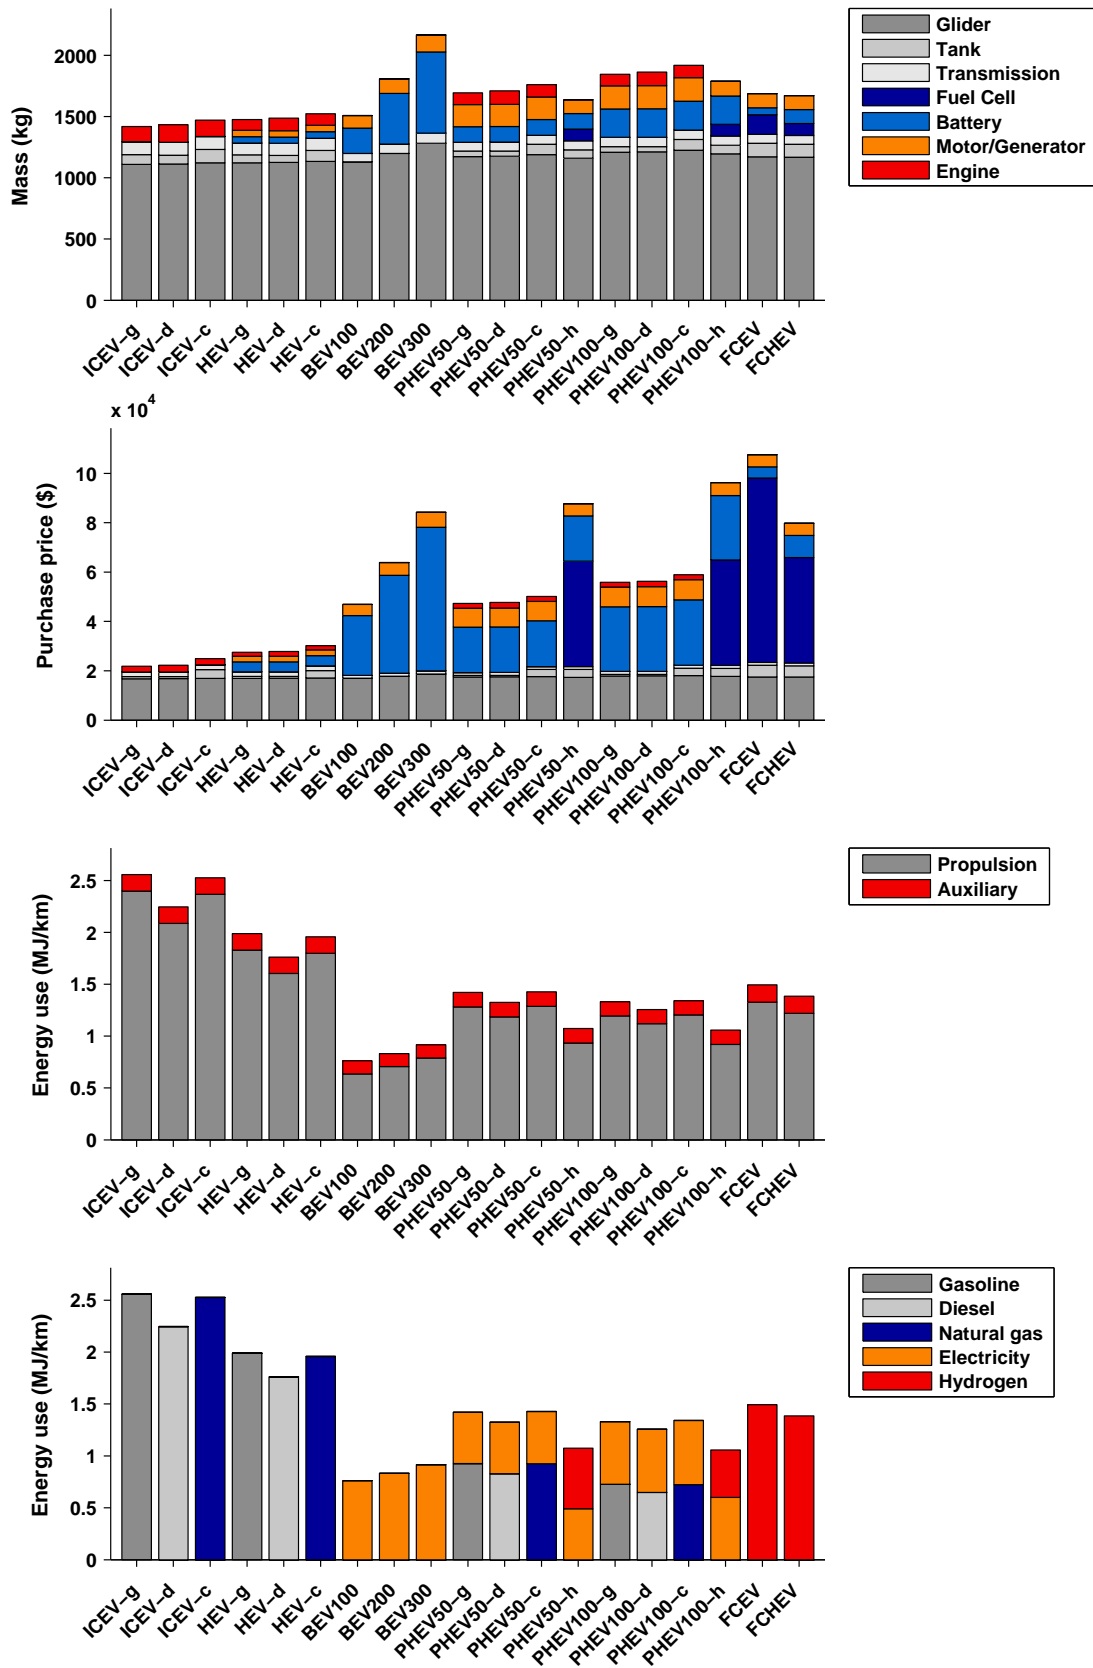 Mass (kg)
2000
1500
1000
500
0
ICEV−g
ICEV−d
ICEV−c
HEV−g
HEV−d
HEV−c
BEV100
BEV200
BEV300
PHEV50−g
PHEV50−d
PHEV50−c
PHEV50−h
PHEV100−g
PHEV100−d
PHEV100−c
PHEV100−h
FCEV
FCHEV
Glider
Tank
Transmission
Fuel Cell
Battery
Motor/Generator
Engine
x 10⁴
Purchase price ($)
10
8
6
4
2
0
ICEV−g
ICEV−d
ICEV−c
HEV−g
HEV−d
HEV−c
BEV100
BEV200
BEV300
PHEV50−g
PHEV50−d
PHEV50−c
PHEV50−h
PHEV100−g
PHEV100−d
PHEV100−c
PHEV100−h
FCEV
FCHEV
Energy use (MJ/km)
2.5
2
1.5
1
0.5
0
ICEV−g
ICEV−d
ICEV−c
HEV−g
HEV−d
HEV−c
BEV100
BEV200
BEV300
PHEV50−g
PHEV50−d
PHEV50−c
PHEV50−h
PHEV100−g
PHEV100−d
PHEV100−c
PHEV100−h
FCEV
FCHEV
Propulsion
Auxiliary
Energy use (MJ/km)
2.5
2
1.5
1
0.5
0
ICEV−g
ICEV−d
ICEV−c
HEV−g
HEV−d
HEV−c
BEV100
BEV200
BEV300
PHEV50−g
PHEV50−d
PHEV50−c
PHEV50−h
PHEV100−g
PHEV100−d
PHEV100−c
PHEV100−h
FCEV
FCHEV
Gasoline
Diesel
Natural gas
Electricity
Hydrogen